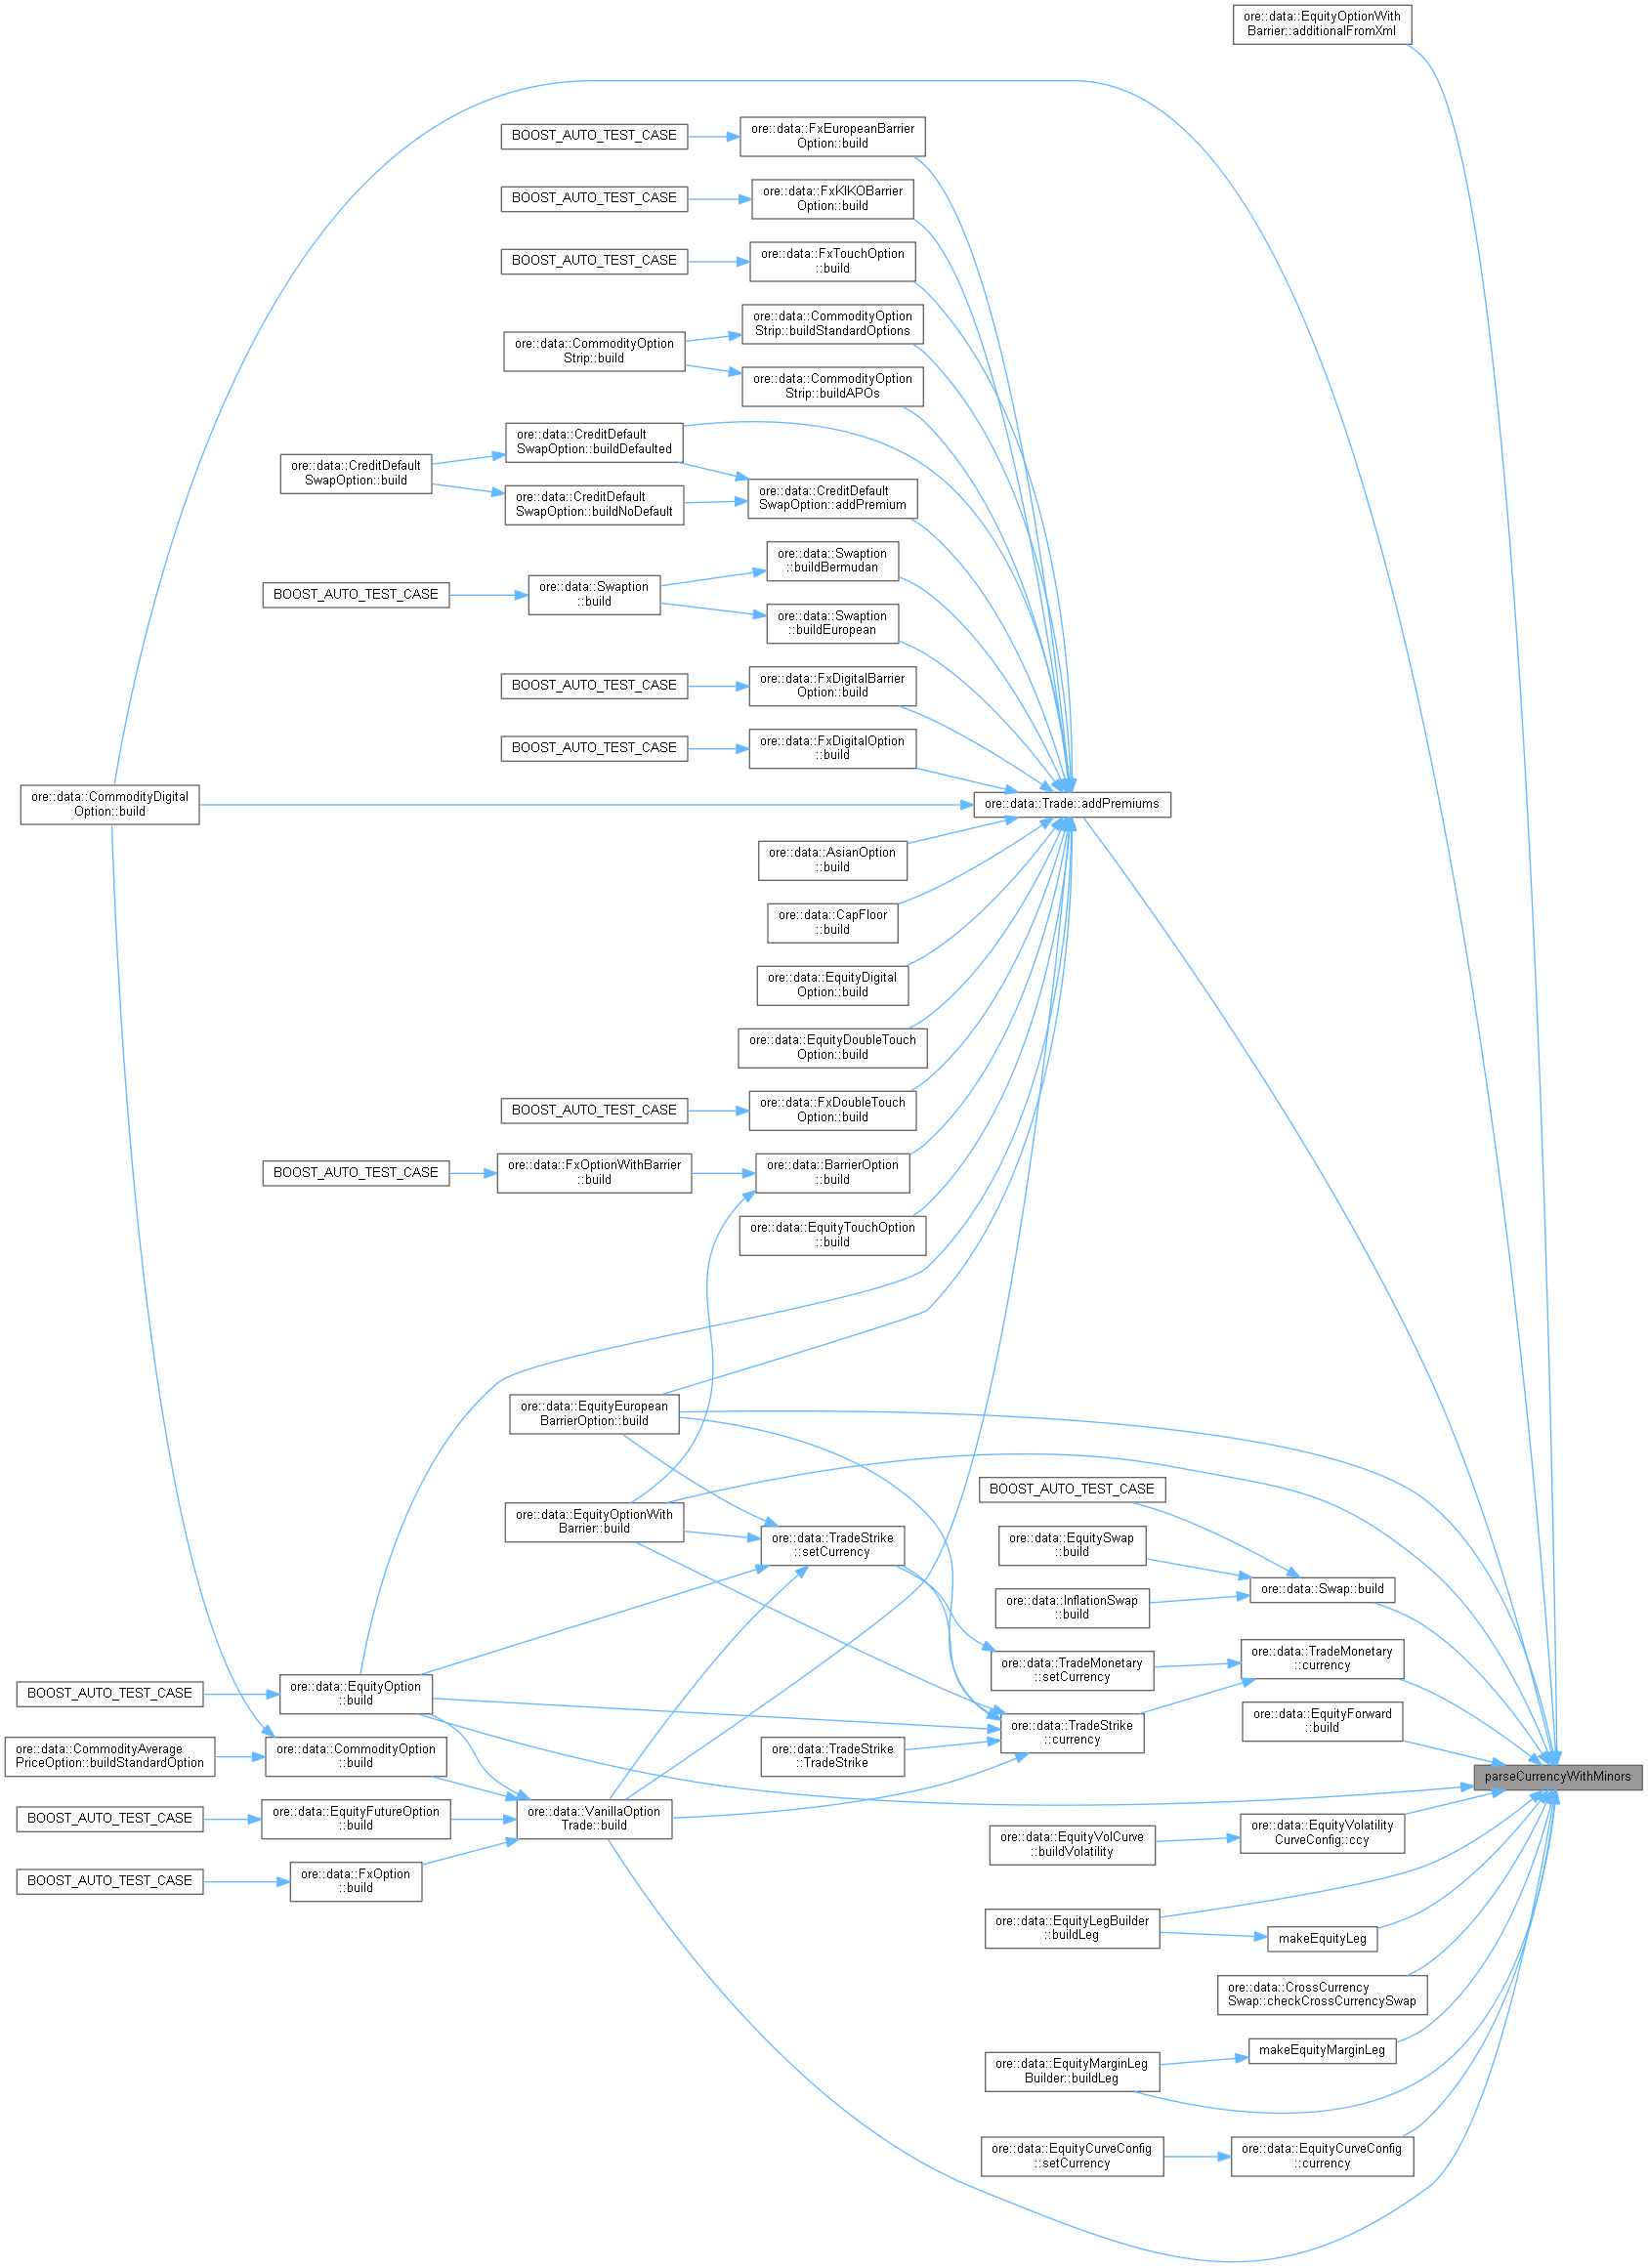 ore::data::EquityOptionWith
Barrier::additionalFromXml
ore::data::FxEuropeanBarrier
Option::build
BOOST_AUTO_TEST_CASE
ore::data::FxKIKOBarrier
Option::build
BOOST_AUTO_TEST_CASE
ore::data::FxTouchOption
::build
BOOST_AUTO_TEST_CASE
ore::data::CommodityOption
Strip::buildStandardOptions
ore::data::CommodityOption
Strip::build
ore::data::CommodityOption
Strip::buildAPOs
ore::data::CreditDefault
SwapOption::buildDefaulted
ore::data::CreditDefault
SwapOption::build
ore::data::CreditDefault
SwapOption::addPremium
ore::data::CreditDefault
SwapOption::buildNoDefault
ore::data::Swaption
::buildBermudan
BOOST_AUTO_TEST_CASE
ore::data::Swaption
::build
ore::data::Swaption
::buildEuropean
ore::data::FxDigitalBarrier
Option::build
BOOST_AUTO_TEST_CASE
ore::data::FxDigitalOption
::build
BOOST_AUTO_TEST_CASE
ore::data::CommodityDigital
Option::build
ore::data::Trade::addPremiums
ore::data::AsianOption
::build
ore::data::CapFloor
::build
ore::data::EquityDigital
Option::build
ore::data::EquityDoubleTouch
Option::build
ore::data::FxDoubleTouch
Option::build
BOOST_AUTO_TEST_CASE
BOOST_AUTO_TEST_CASE
ore::data::FxOptionWithBarrier
::build
ore::data::BarrierOption
::build
ore::data::EquityTouchOption
::build
ore::data::EquityEuropean
BarrierOption::build
BOOST_AUTO_TEST_CASE
ore::data::EquityOptionWith
Barrier::build
ore::data::TradeStrike
::setCurrency
ore::data::EquitySwap
::build
ore::data::Swap::build
ore::data::InflationSwap
::build
ore::data::TradeMonetary
::currency
ore::data::TradeMonetary
::setCurrency
BOOST_AUTO_TEST_CASE
ore::data::EquityOption
::build
ore::data::EquityForward
::build
ore::data::TradeStrike
::currency
ore::data::CommodityAverage
PriceOption::buildStandardOption
ore::data::CommodityOption
::build
ore::data::TradeStrike
::TradeStrike
parseCurrencyWithMinors
BOOST_AUTO_TEST_CASE
ore::data::EquityFutureOption
::build
ore::data::VanillaOption
Trade::build
ore::data::EquityVolatility
CurveConfig::ccy
ore::data::EquityVolCurve
::buildVolatility
BOOST_AUTO_TEST_CASE
ore::data::FxOption
::build
ore::data::EquityLegBuilder
::buildLeg
makeEquityLeg
ore::data::CrossCurrency
Swap::checkCrossCurrencySwap
makeEquityMarginLeg
ore::data::EquityMarginLeg
Builder::buildLeg
ore::data::EquityCurveConfig
::setCurrency
ore::data::EquityCurveConfig
::currency